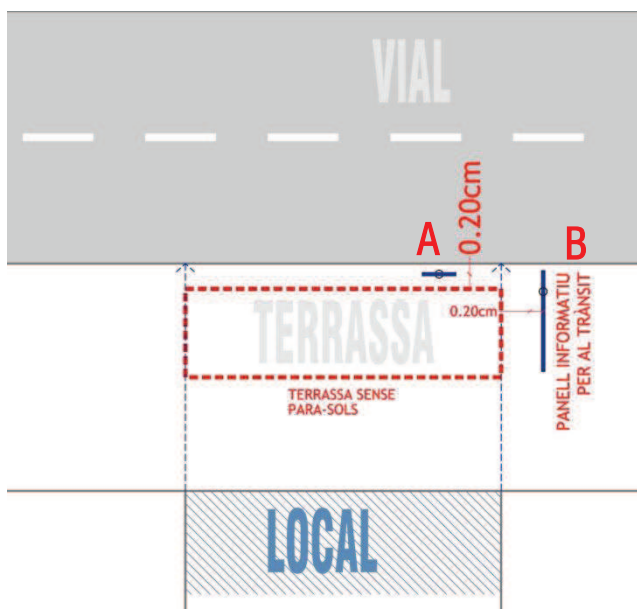 VIAL
A
0.20cm
B
0.20cm
TERRASSA
PANELL INFORMATIU
PER AL TRÀNSIT
TERRASSA SENSE
PARA-SOLS
LOCAL